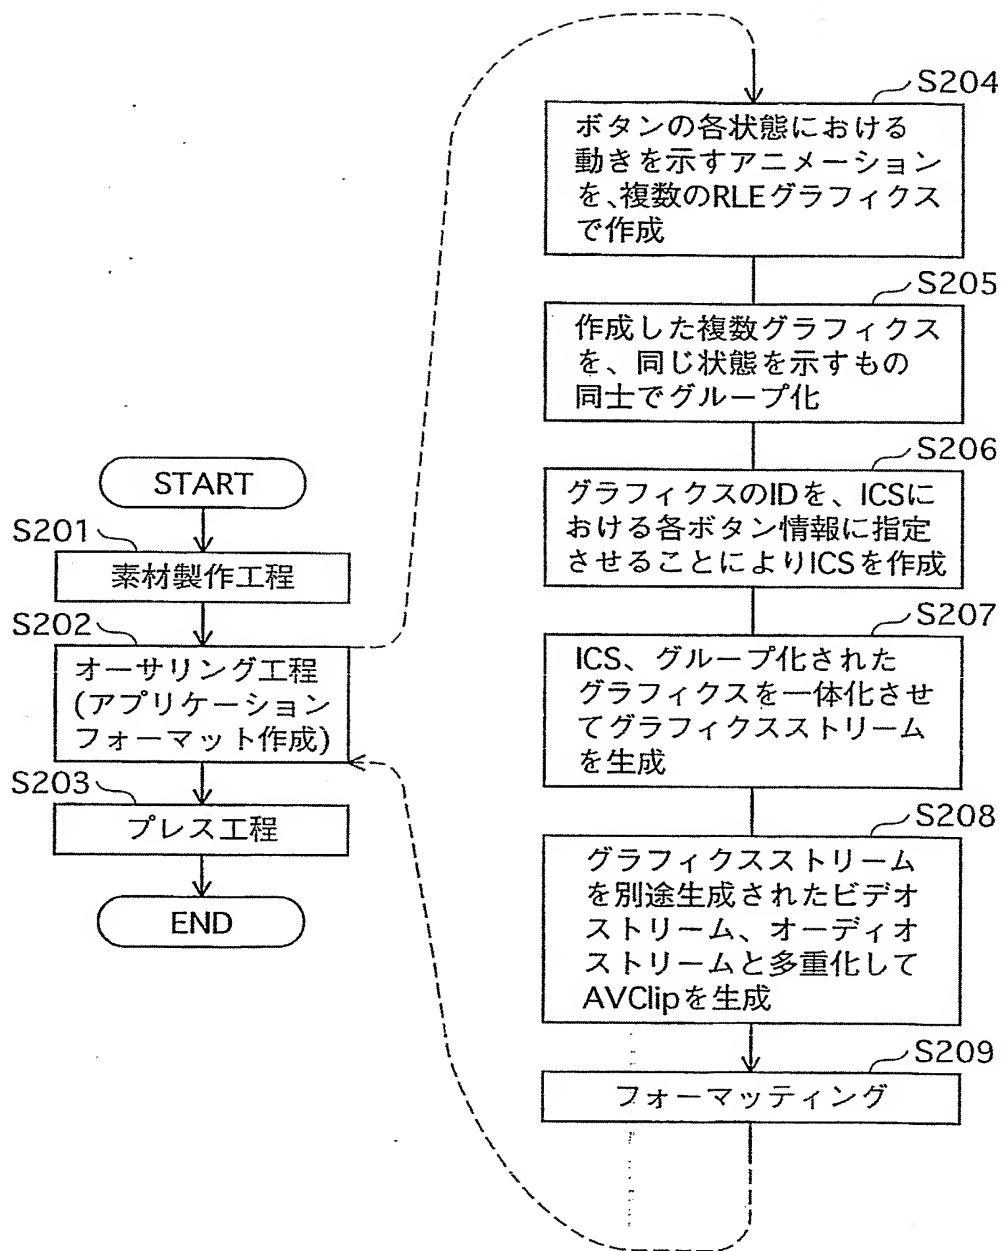 START
S201
素材製作工程
S202
オーサリング工程
(アプリケーション
フォーマット作成)
S203
プレス工程
END
S204
ボタンの各状態における
動きを示すアニメーション
を、複数のRLEグラフィクス
で作成
S205
作成した複数グラフィクス
を、同じ状態を示すもの
同士でグループ化
S206
グラフィクスのIDを、ICSに
おける各ボタン情報に指定
させることによりICSを作成
S207
ICS、グループ化された
グラフィクスを一体化させ
てグラフィクスストリーム
を生成
S208
グラフィクスストリーム
を別途生成されたビデオ
ストリーム、オーディオ
ストリームと多重化して
AVClipを生成
S209
フォーマッティング